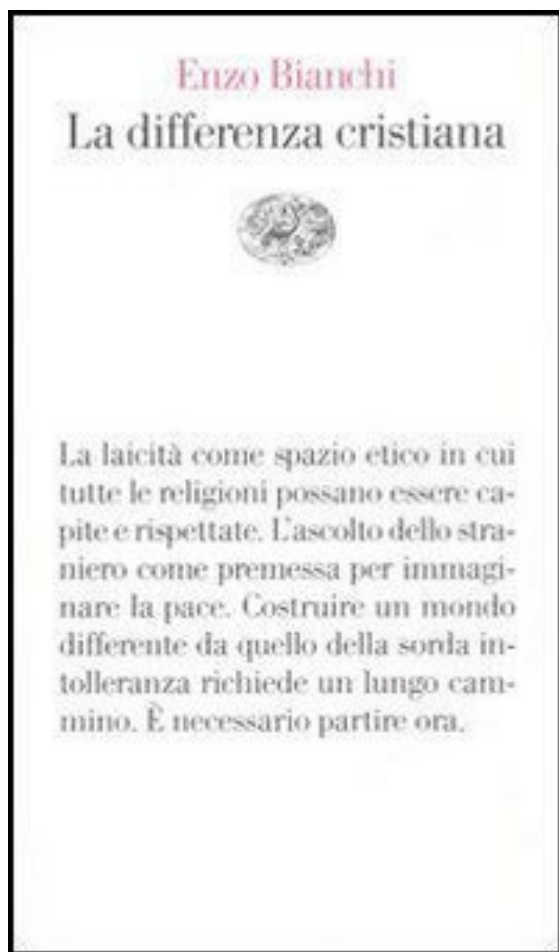 Enzo Bianchi
La differenza cristiana
La laicità come spazio etico in cui
tutte le religioni possano essere ca-
pite e rispettate. L'ascolto dello stra-
niero come premessa per immagi-
nare la pace. Costruire un mondo
differente da quello della sorda in-
tolleranza richiede un lungo cam-
mino. È necessario partire ora.